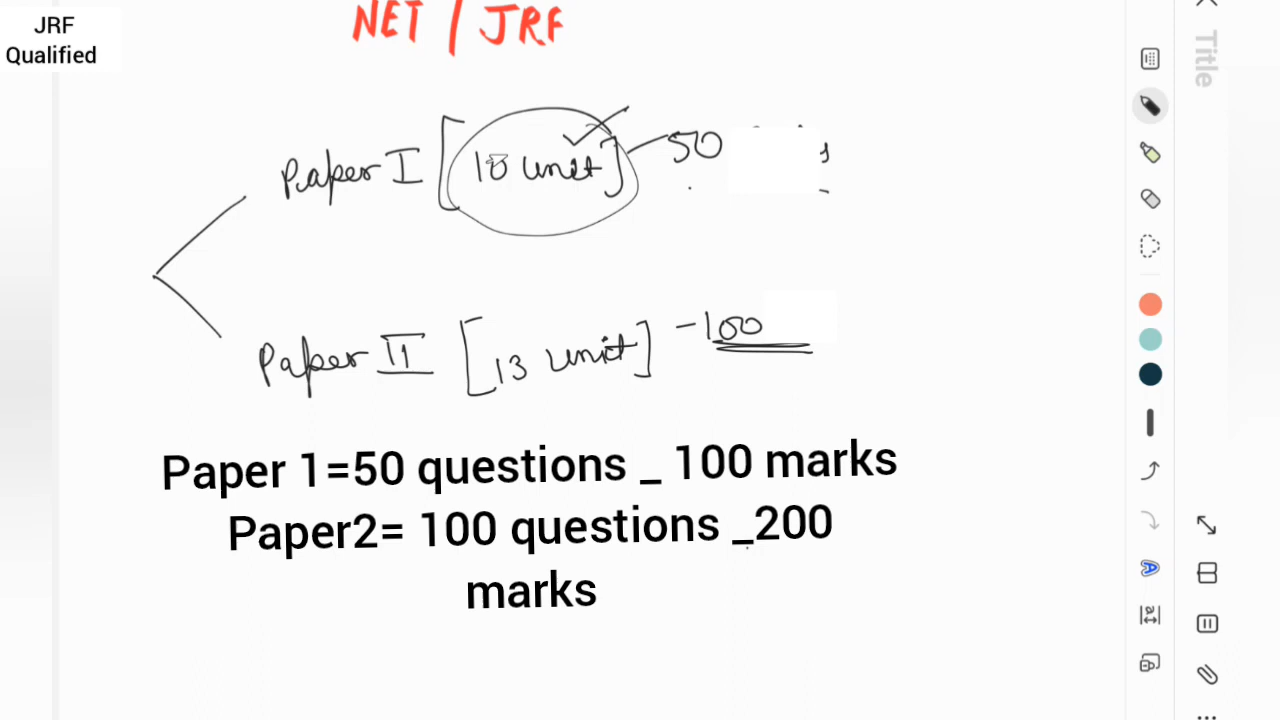 JRF
Qualified
NET / JRF
Title
Paper I [10 unit] - 50
Paper II [13 unit] - 100
Paper 1=50 questions _ 100 marks
Paper2= 100 questions _200
marks